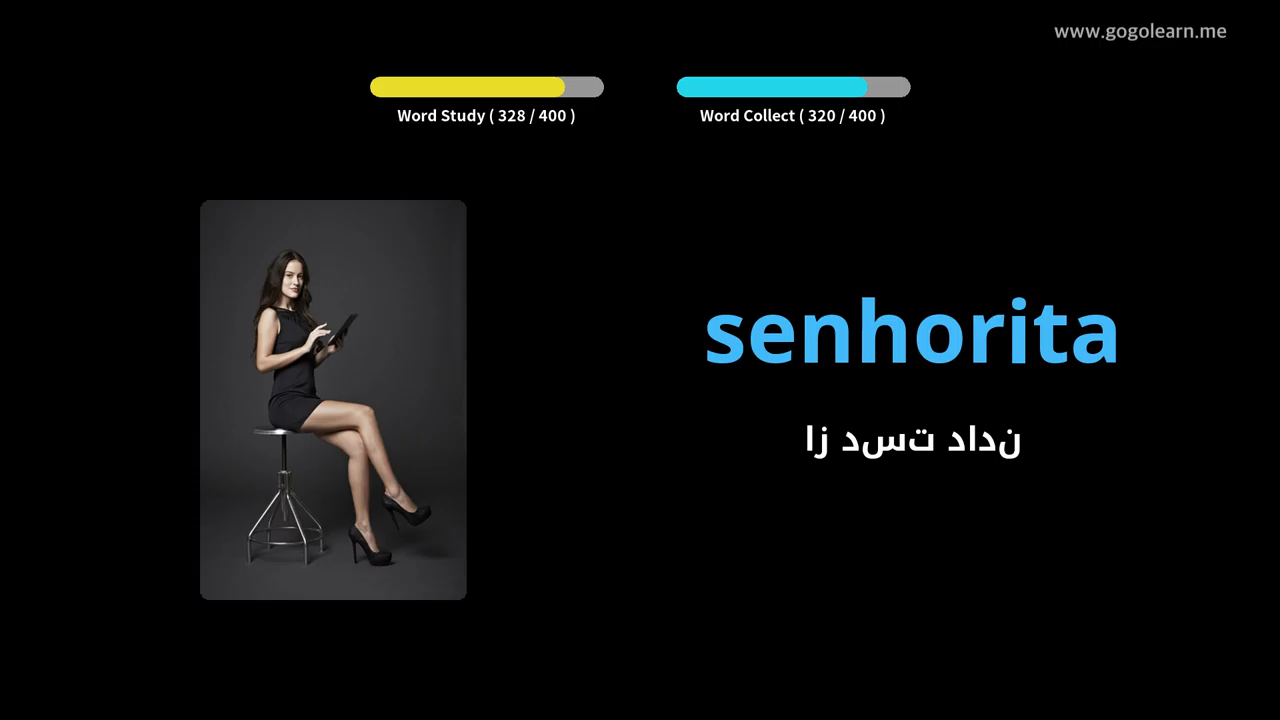 www.gogolearn.me
Word Study ( 328 / 400 )
Word Collect ( 320 / 400 )
senhorita
نداد تسد زا